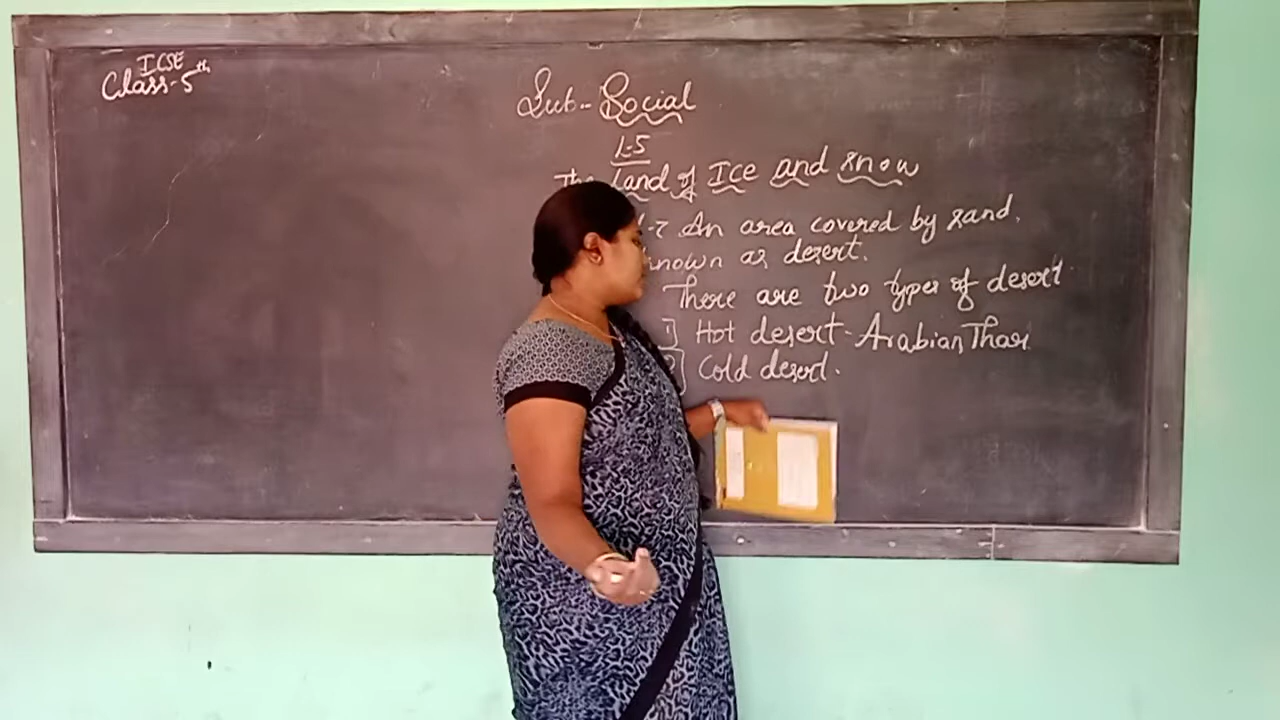 ICSE
Class-5th
Sub- Social
L-5
The Land of Ice and Snow
An area covered by sand.
known as desert.
There are two types of desert
1] Hot desert-Arabian Thar
2] Cold desert.